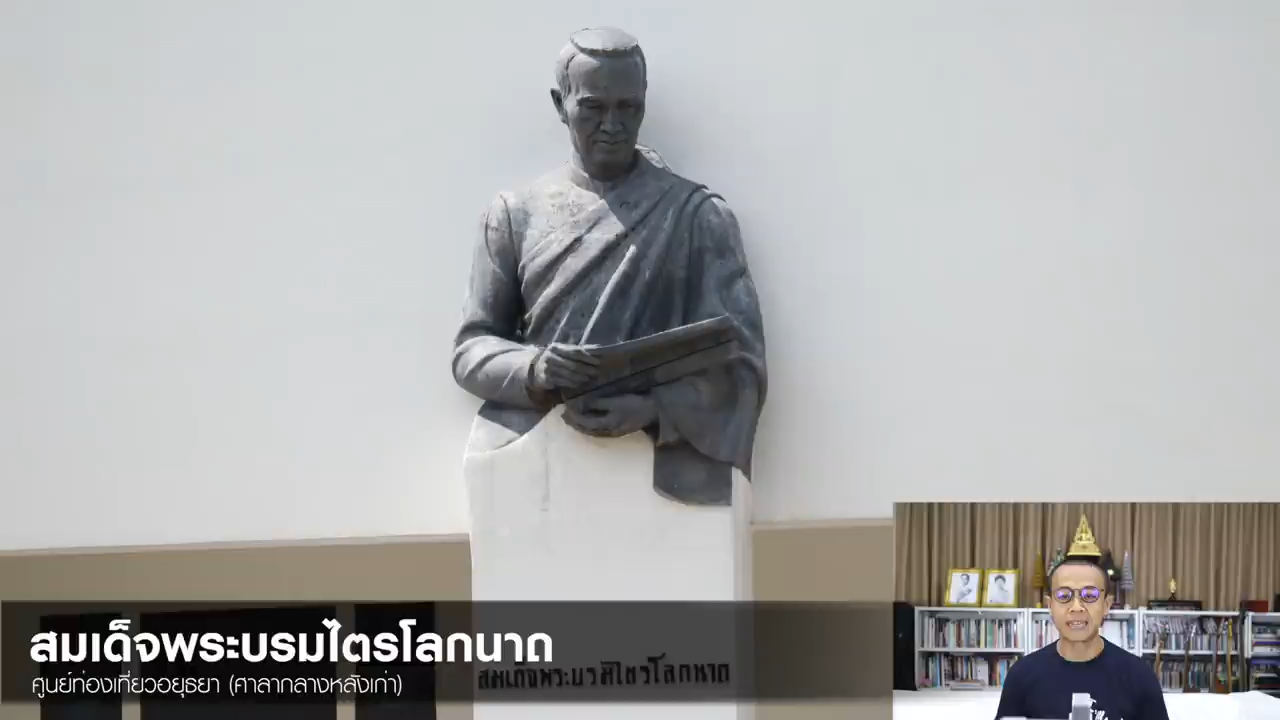 สมเด็จพระบรมไตรโลกนาถ
ศูนย์ท่องเที่ยวอยุธยา (ศาลากลางหลังเก่า)
สมเด็จพระบรมไตรโลกนาถ